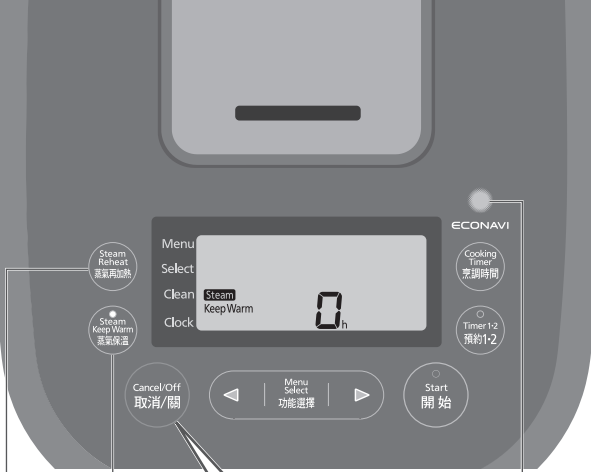 ECONAVI
Menu
Select
Clean
Clock
Steam
Keep Warm
0h
Steam
Reheat
蒸氣再加熱
Steam
Keep Warm
蒸氣保溫
Cooking
Timer
烹調時間
Timer 1·2
預約1·2
Cancel/Off
取消/關
Menu
Select
功能選擇
Start
開始